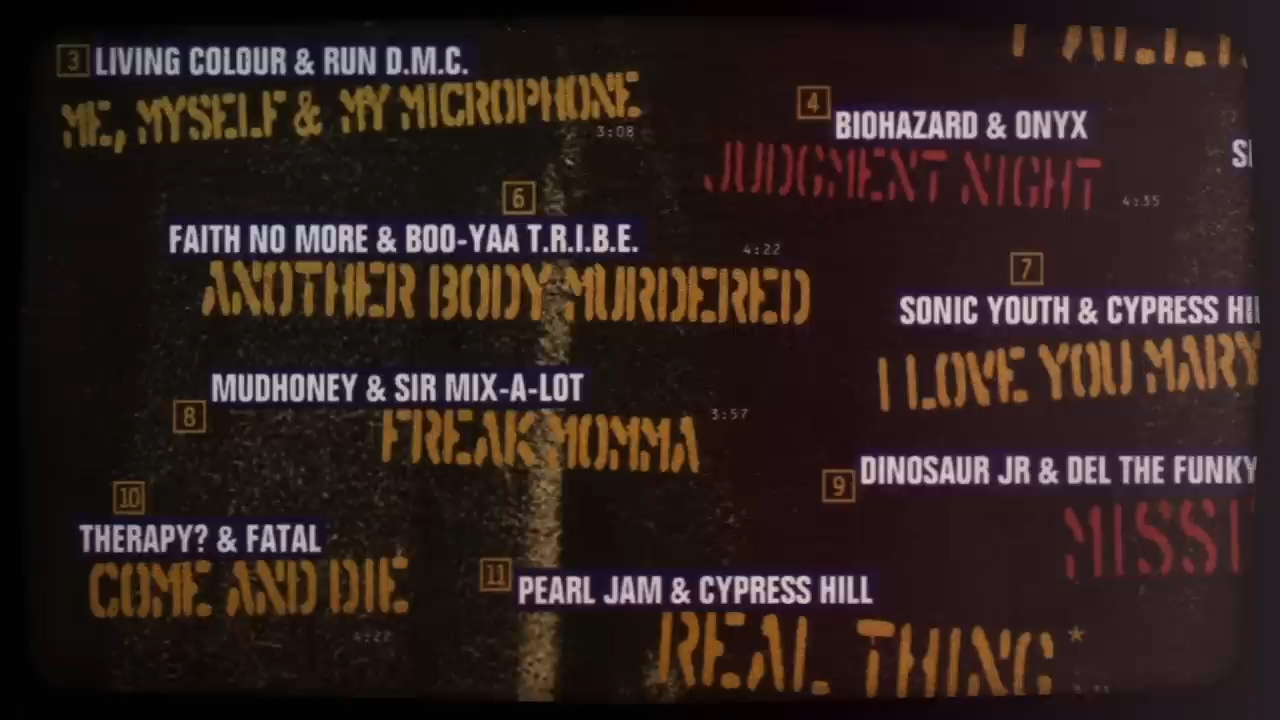 3 LIVING COLOUR & RUN D.M.C.
ME, MYSELF & MY MICROPHONE
3:08
4
BIOHAZARD & ONYX
JUDGMENT NIGHT
4:35
6
FAITH NO MORE & BOO-YAA T.R.I.B.E.
4:22
ANOTHER BODY MURDERED
7
SONIC YOUTH & CYPRESS
I LOVE YOU MARY
MUDHONEY & SIR MIX-A-LOT
8
3:57
FREAK MOMMA
9
DINOSAUR JR & DEL THE FUNKY
10
THERAPY? & FATAL
COME AND DIE
4:22
11
PEARL JAM & CYPRESS HILL
REAL THING*